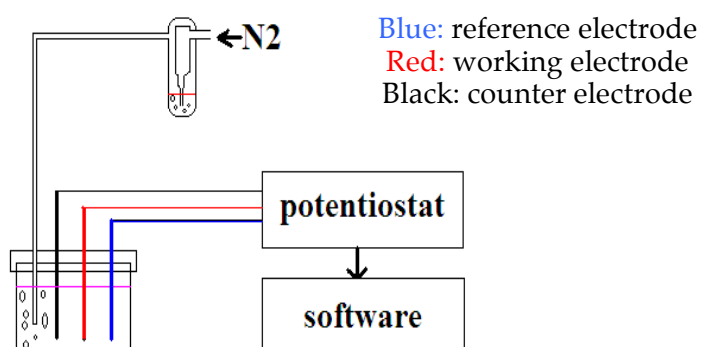 N2
Blue: reference electrode
Red: working electrode
Black: counter electrode
potentiostat
software